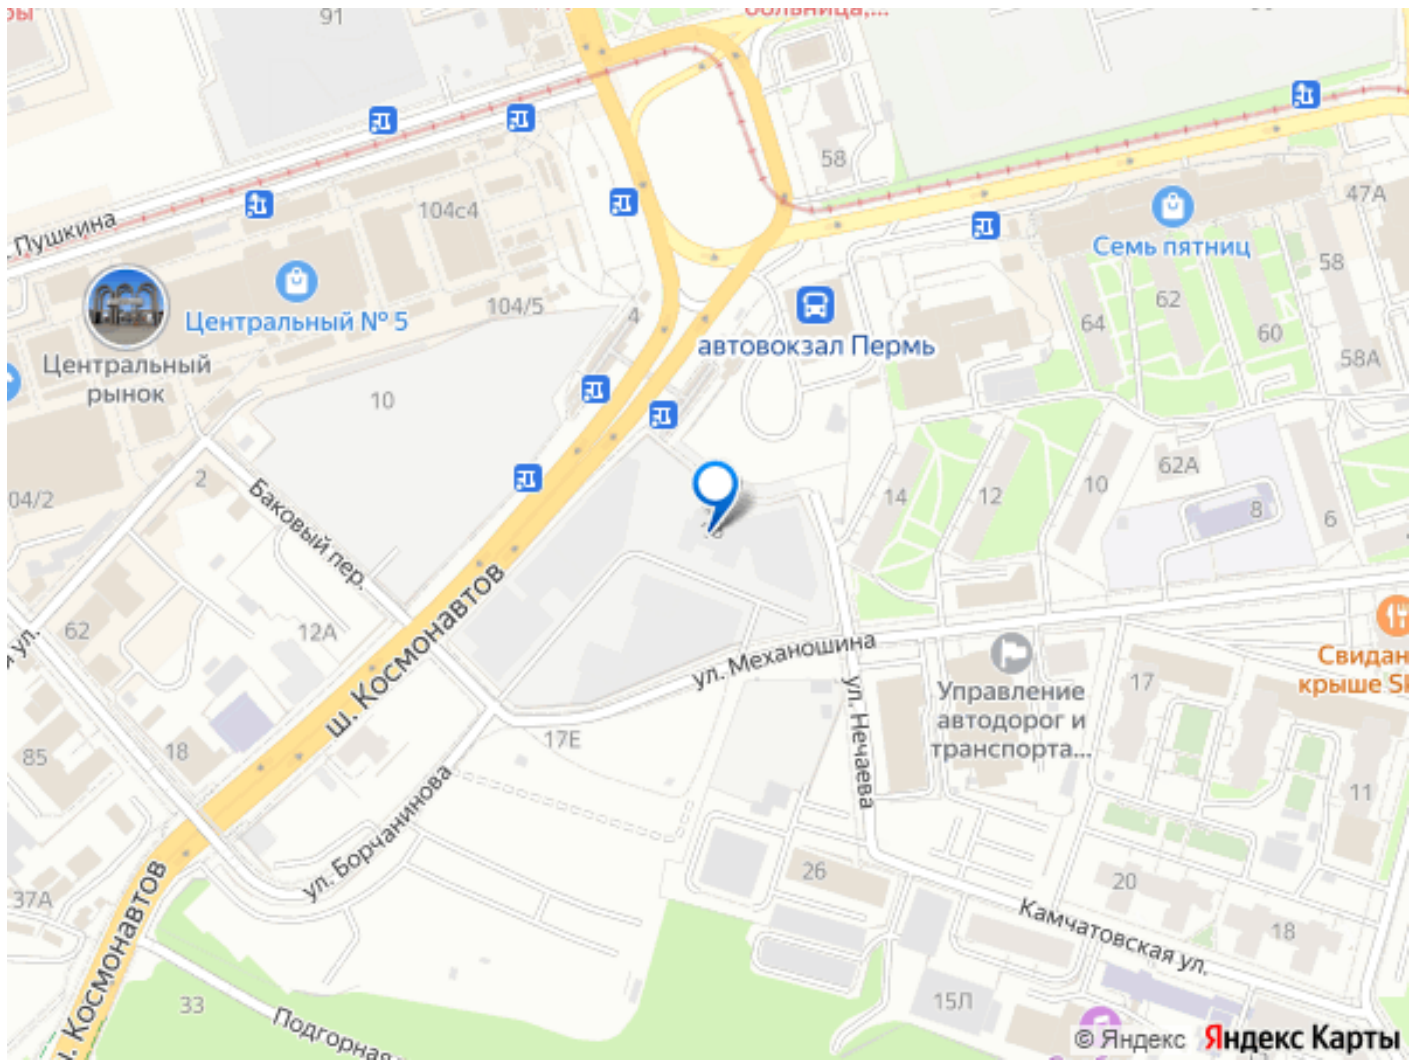 91
больница,...
58
47А
104с4
Пушкина
Семь пятниц
58
62
64
60
58А
Центральный № 5
104/5
4
автовокзал Пермь
Центральный
рынок
10
2
04/2
Баковый пер.
14
12
10
62А
8
6
ш. Космонавтов
62
12А
ул. Механошина
Свидан
крыше Sk
17
Управление
автодорог и
транспорта...
ул. Нечаева
17Е
18
85
11
ул. Борчанинова
37А
26
20
Камчатовская ул.
18
ш. Космонавтов
33
Подгорная
15Л
© Яндекс Яндекс Карты